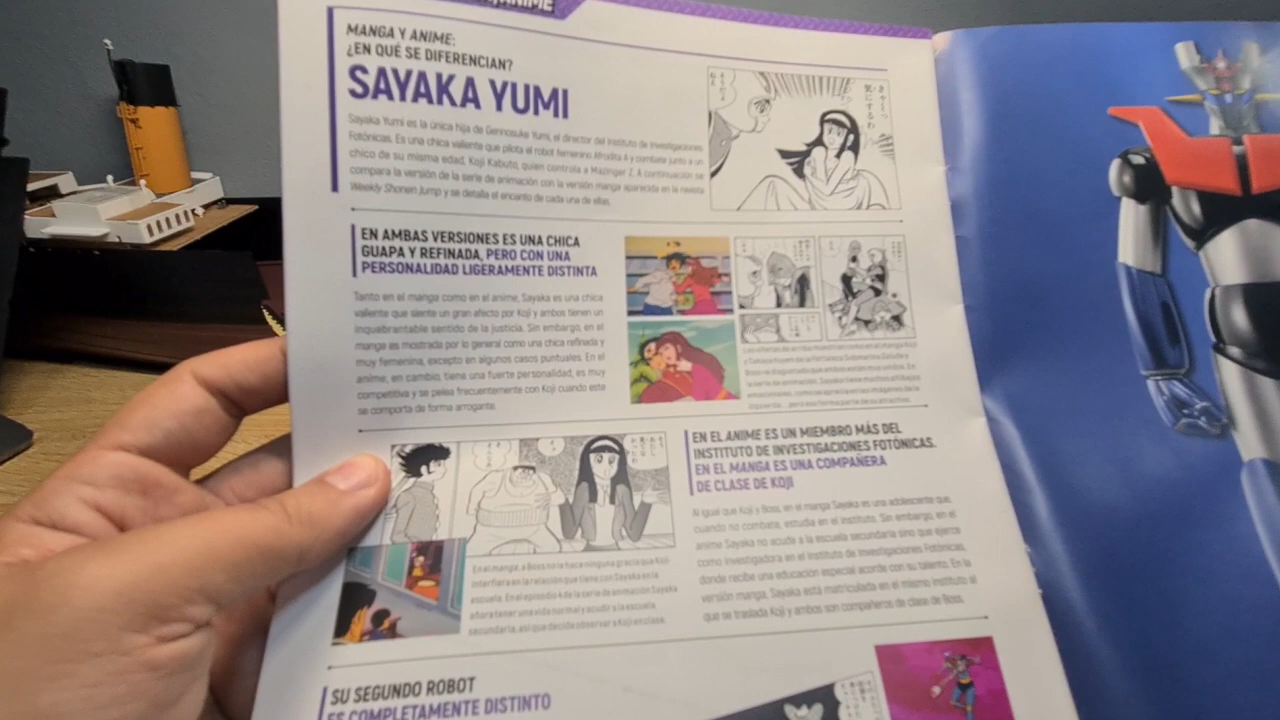 MANGA Y ANIME:
¿EN QUÉ SE DIFERENCIAN?
SAYAKA YUMI
Sayaka Yumi es la única hija de Gennosuke Yumi, el director del Instituto de Investigaciones
Fotónicas. Es una chica valiente que pilota el robot femenino Afrodita A y combate junto a un
chico de su misma edad, Koji Kabuto, quien controla a Mazinger Z. A continuación se
compara la versión de la serie de animación con la versión manga aparecida en la revista
Weekly Shonen Jump y se detalla el encanto de cada una de ellas.
EN AMBAS VERSIONES ES UNA CHICA
GUAPA Y REFINADA, PERO CON UNA
PERSONALIDAD LIGERAMENTE DISTINTA
Tanto en el manga como en el anime, Sayaka es una chica
valiente que siente un gran afecto por Koji y ambos tienen un
inquebrantable sentido de la justicia. Sin embargo, en el
manga es mostrada por lo general como una chica refinada y
muy femenina, excepto en algunos casos puntuales. En el
anime, en cambio, tiene una fuerte personalidad, es muy
competitiva y se pelea frecuentemente con Koji cuando este
se comporta de forma arrogante.
EN EL ANIME ES UN MIEMBRO MÁS DEL
INSTITUTO DE INVESTIGACIONES FOTÓNICAS.
EN EL MANGA ES UNA COMPAÑERA
DE CLASE DE KOJI
Al igual que Koji y Boss, en el manga Sayaka es una adolescente que,
cuando no combate, estudia en el instituto. Sin embargo, en el
anime Sayaka no acude a la escuela secundaria sino que ejerce
como investigadora en el Instituto de Investigaciones Fotónicas,
donde recibe una educación especial acorde con su talento. En la
versión manga, Sayaka está matriculada en el mismo instituto al
que se traslada Koji y ambos son compañeros de clase de Boss.
En el manga, a Boss no le hace ninguna gracia que Koji
interfiera en la relación que tiene con Sayaka en la
escuela. En el episodio 4 de la serie de animación Sayaka
añora tener una vida normal y acudir a la escuela
secundaria, así que decide observar a Koji en clase.
SU SEGUNDO ROBOT
ES COMPLETAMENTE DISTINTO